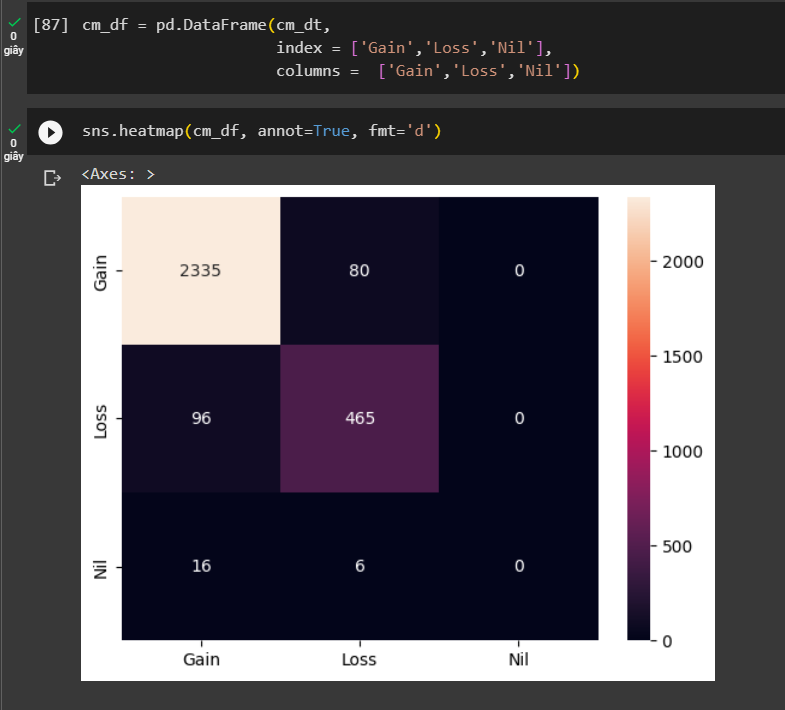 [87] cm_df = pd.DataFrame(cm_dt,
0
giây
index = ['Gain','Loss','Nil'],
columns =  ['Gain','Loss','Nil'])
0
giây
sns.heatmap(cm_df, annot=True, fmt='d')
<Axes: >
Gain 2335 80 0
Loss 96 465 0
Nil 16 6 0
Gain Loss Nil
2000
1500
1000
500
0